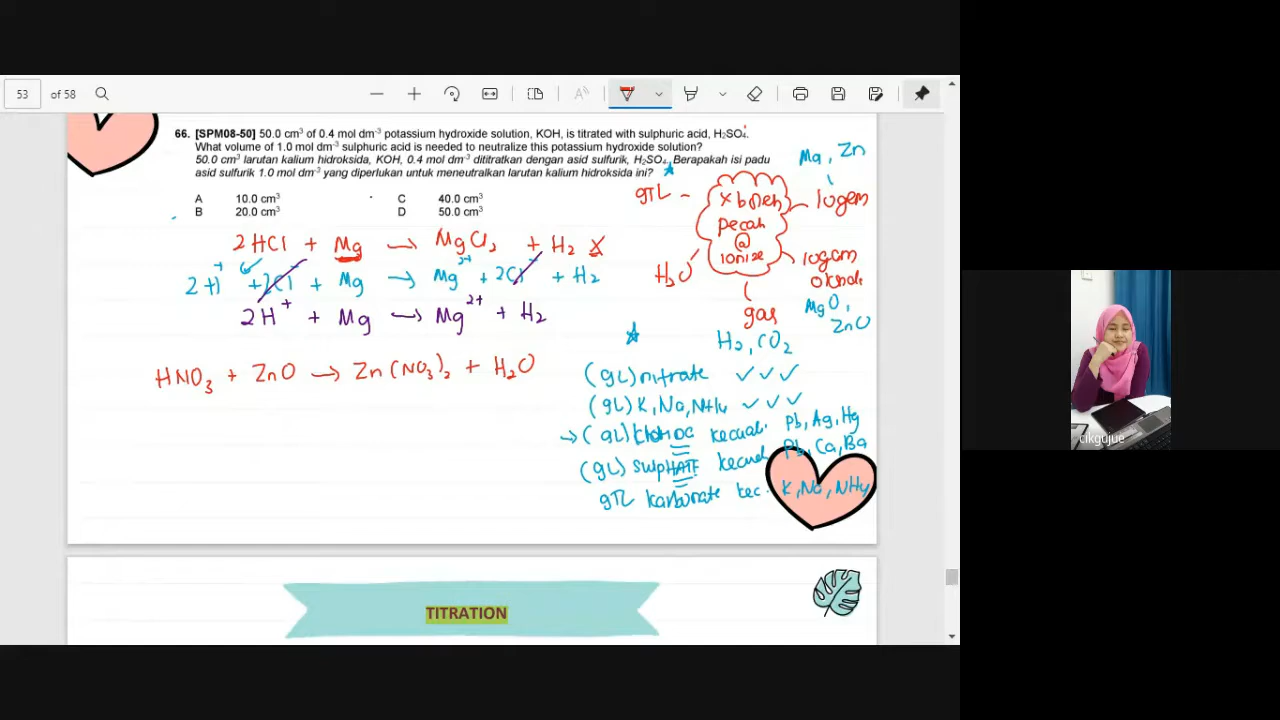 53 of 58
66. [SPM08-50] 50.0 cm³ of 0.4 mol dm⁻³ potassium hydroxide solution, KOH, is titrated with sulphuric acid, H₂SO₄.
What volume of 1.0 mol dm⁻³ sulphuric acid is needed to neutralize this potassium hydroxide solution?
50.0 cm³ larutan kalium hidroksida, KOH, 0.4 mol dm⁻³ dititratkan dengan asid sulfurik, H₂SO₄. Berapakah isi padu
asid sulfurik 1.0 mol dm⁻³ yang diperlukan untuk meneutralkan larutan kalium hidroksida ini?
A 10.0 cm³ C 40.0 cm³
B 20.0 cm³ D 50.0 cm³
Mg, Zn
logam
gTL
x boleh
pecah
@
ionize
H₂O
logam
oksida
MgO,
ZnO
gas
H₂, CO₂
2HCl + Mg → MgCl₂ + H₂
2H⁺ + 2Cl⁻ + Mg → Mg²⁺ + 2Cl⁻ + H₂
2H⁺ + Mg → Mg²⁺ + H₂
HNO₃ + ZnO → Zn(NO₃)₂ + H₂O
(gL) nitrate ✓ ✓ ✓
(gL) K, Na, NH₄ ✓ ✓ ✓
→ (gL) kecuali Pb, Ag, Hg
(gL) sulpHATE kecuali Pb, Ca, Ba
gTL karbonate kec. K, Na, NH₄
TITRATION
cikgujue